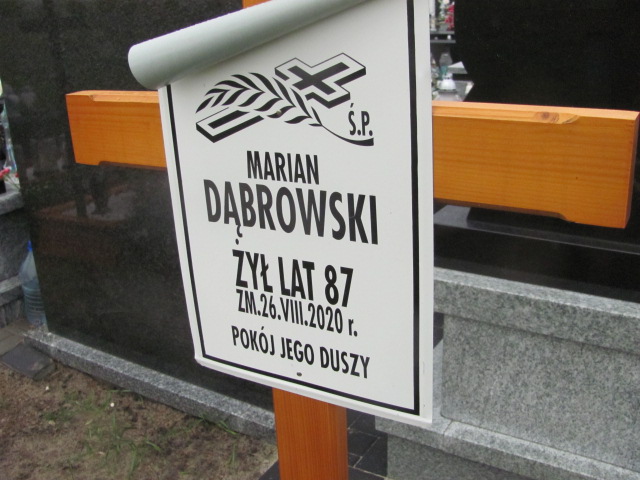 Ś.P.
MARIAN
DĄBROWSKI
ŻYŁ LAT 87
ZM.26.VIII.2020 r.
POKÓJ JEGO DUSZY